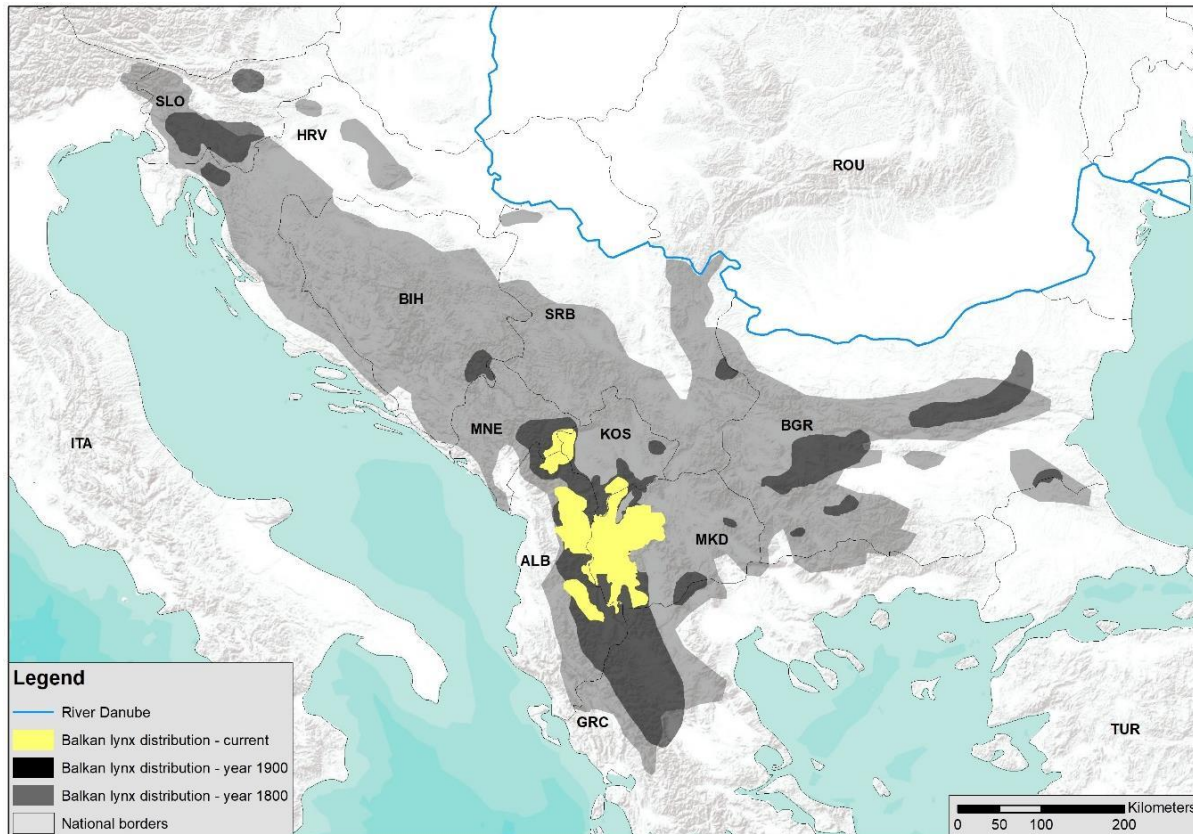 SLO
HRV
ROU
BIH
SRB
ITA
MNE
KOS
BGR
ALB
MKD
GRC
TUR
Legend
River Danube
Balkan lynx distribution - current
Balkan lynx distribution - year 1900
Balkan lynx distribution - year 1800
National borders
Kilometers
0 50 100 200